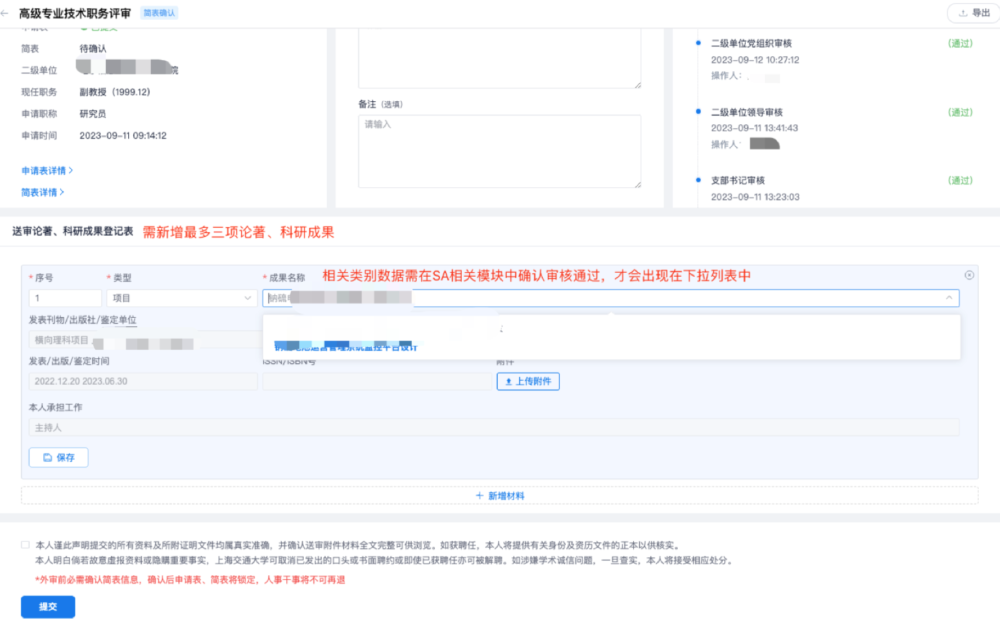 高级专业技术职务评审 简表确认
导出
申请表 已提交
简表 待确认
二级单位 院
现任职务 副教授（1999.12）
申请职称 研究员
申请时间 2023-09-11 09:14:12
申请表详情 >
简表详情 >
备注（选填）
请输入
二级单位党组织审核 （通过）
2023-09-12 10:27:12
操作人：
二级单位领导审核 （通过）
2023-09-11 13:41:43
操作人
支部书记审核 （通过）
2023-09-11 13:23:03
送审论著、科研成果登记表 需新增最多三项论著、科研成果
* 序号 * 类型 * 成果名称 相关类别数据需在SA相关模块中确认审核通过，才会出现在下拉列表中
1 项目 钠硫
发表刊物/出版社/鉴定单位
横向理科项目
池运营管理系统监控平台设计
发表/出版/鉴定时间 ISSN/ISBN号 附件
2022.12.20 2023.06.30 上传附件
本人承担工作
主持人
保存
+ 新增材料
本人谨此声明提交的所有资料及所附证明文件均属真实准确，并确认送审附件材料全文完整可供浏览。如获聘任，本人将提供有关身份及资历文件的正本以供核实。
本人明白倘若故意虚报资料或隐瞒重要事实，上海交通大学可取消已发出的口头或书面聘约或即使已获聘任亦可被解聘。如涉嫌学术诚信问题，一旦查实，本人将接受相应处分。
*外审前必需确认简表信息，确认后申请表、简表将锁定，人事干事将不可再退
提交